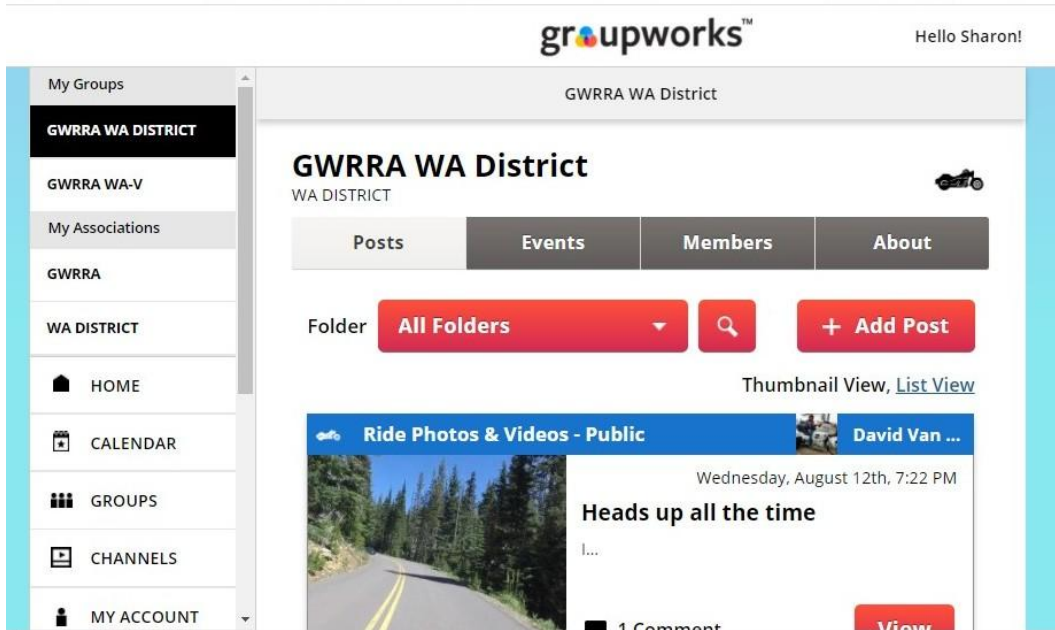 groupworks™
Hello Sharon!
My Groups
GWRRA WA DISTRICT
GWRRA WA-V
My Associations
GWRRA
WA DISTRICT
HOME
CALENDAR
GROUPS
CHANNELS
MY ACCOUNT
GWRRA WA District
GWRRA WA District
WA DISTRICT
Posts Events Members About
Folder All Folders + Add Post
Thumbnail View, List View
Ride Photos & Videos - Public David Van ...
Wednesday, August 12th, 7:22 PM
Heads up all the time
I...
1 Comment View